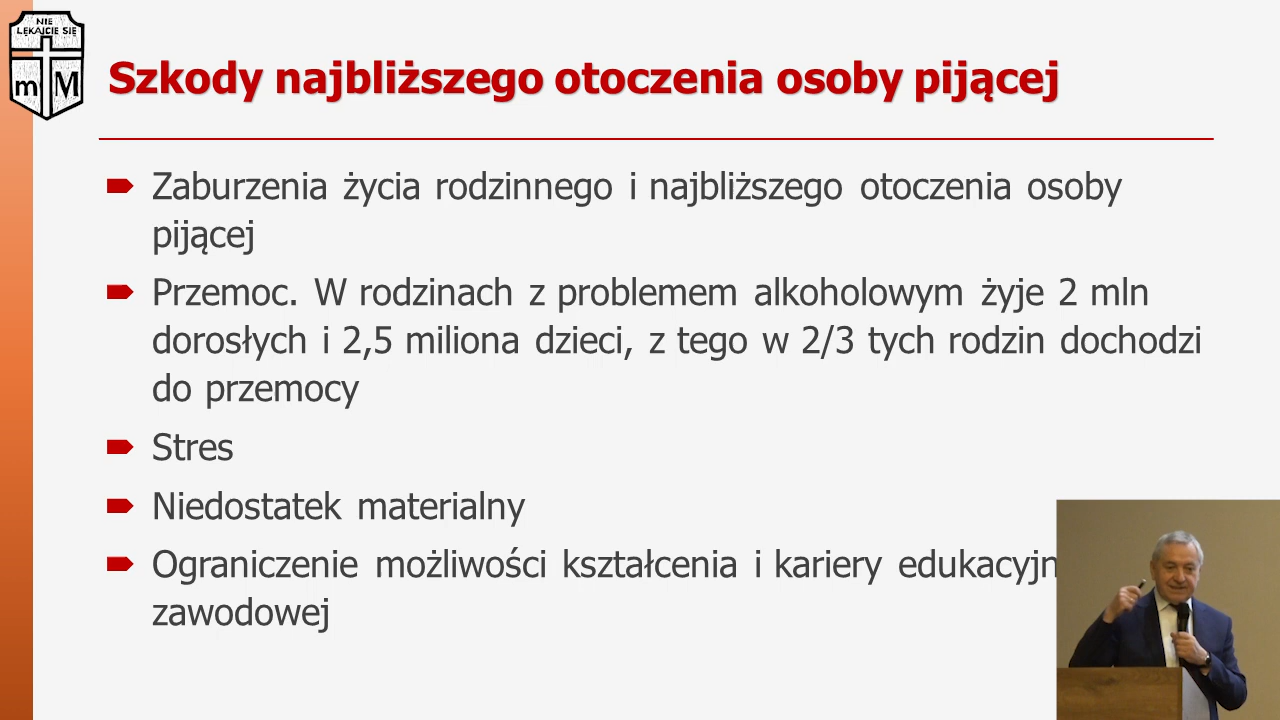 NIE
LĘKAJCIE SIĘ
m M
Szkody najbliższego otoczenia osoby pijącej
Zaburzenia życia rodzinnego i najbliższego otoczenia osoby
pijącej
Przemoc. W rodzinach z problemem alkoholowym żyje 2 mln
dorosłych i 2,5 miliona dzieci, z tego w 2/3 tych rodzin dochodzi
do przemocy
Stres
Niedostatek materialny
Ograniczenie możliwości kształcenia i kariery
zawodowej